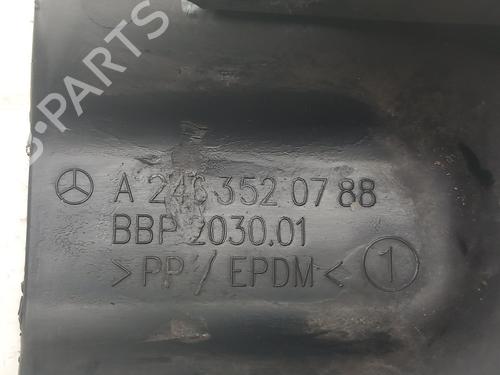 B-PARTS
A 246 352 07 88
BBP 2030.01
>PP / EPDM<
1